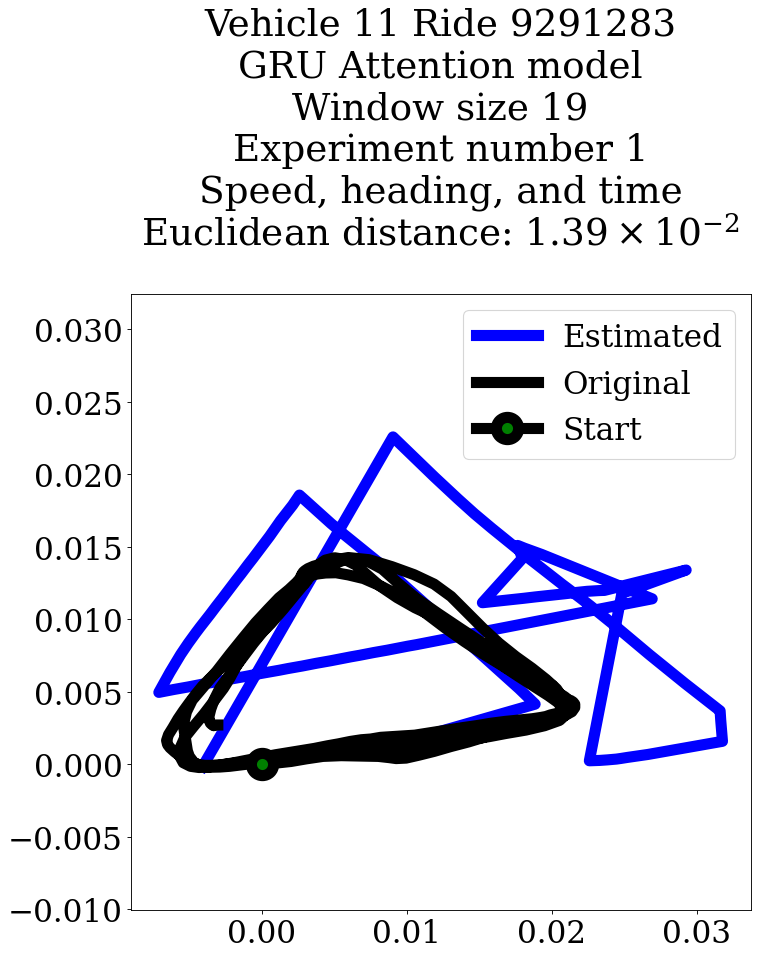 Vehicle 11 Ride 9291283
GRU Attention model
Window size 19
Experiment number 1
Speed, heading, and time
Euclidean distance: 1.39 × 10⁻²
Estimated
Original
Start
0.030
0.025
0.020
0.015
0.010
0.005
0.000
−0.005
−0.010
0.00 0.01 0.02 0.03